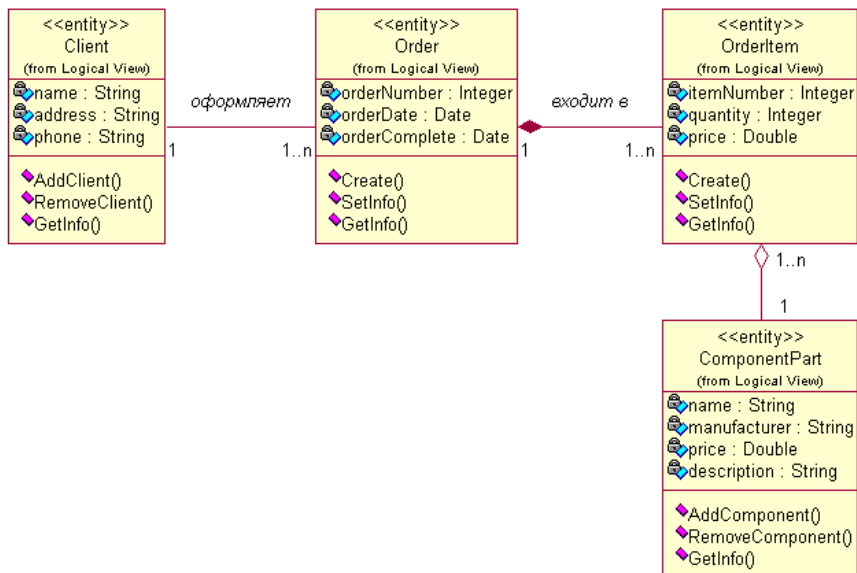 <<entity>>
Client
(from Logical View)
name : String
address : String
phone : String
AddClient()
RemoveClient()
GetInfo()
оформляет
1
1..n
<<entity>>
Order
(from Logical View)
orderNumber : Integer
orderDate : Date
orderComplete : Date
Create()
SetInfo()
GetInfo()
входит в
1
1..n
<<entity>>
OrderItem
(from Logical View)
itemNumber : Integer
quantity : Integer
price : Double
Create()
SetInfo()
GetInfo()
1..n
1
<<entity>>
ComponentPart
(from Logical View)
name : String
manufacturer : String
price : Double
description : String
AddComponent()
RemoveComponent()
GetInfo()